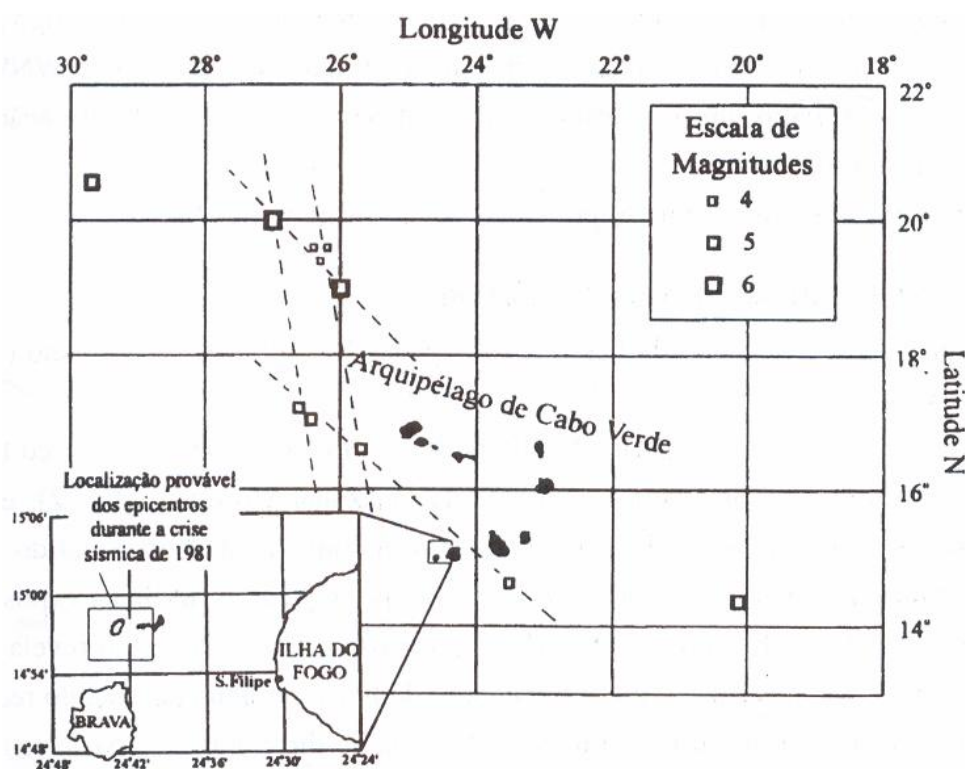 Longitude W
30° 28° 26° 24° 22° 20° 18°
22°
Escala de
Magnitudes
4
5
6
20°
18°
Latitude N
Arquipélago de Cabo Verde
16°
14°
Localização provável
dos epicentros
durante a crise
sísmica de 1981
15°06'
15°00'
14°54'
14°48'
ILHA DO
FOGO
S.Filipe
BRAVA
24°48' 24°42' 24°36' 24°30' 24°24'